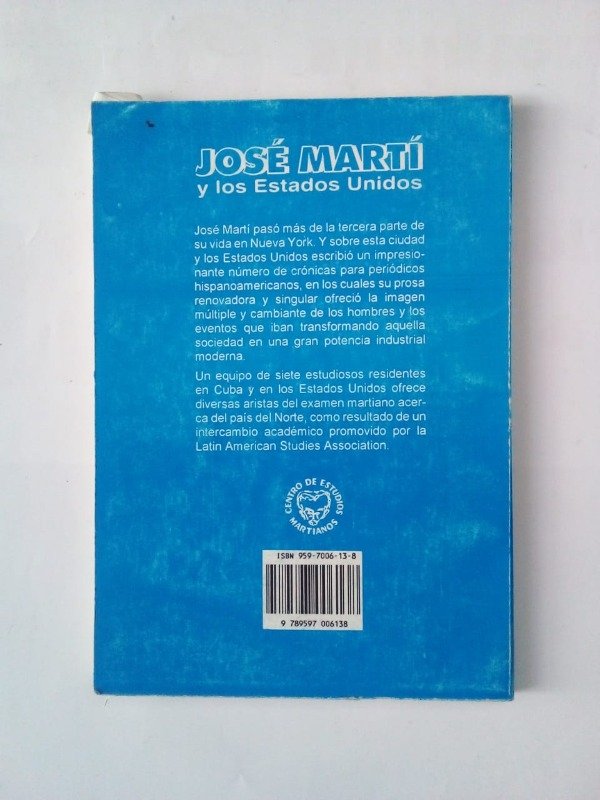 JOSÉ MARTÍ
y los Estados Unidos
José Martí pasó más de la tercera parte de
su vida en Nueva York. Y sobre esta ciudad
y los Estados Unidos escribió un impresio-
nante número de crónicas para periódicos
hispanoamericanos, en los cuales su prosa
renovadora y singular ofreció la imagen
múltiple y cambiante de los hombres y los
eventos que iban transformando aquella
sociedad en una gran potencia industrial
moderna.
Un equipo de siete estudiosos residentes
en Cuba y en los Estados Unidos ofrece
diversas aristas del examen martiano acer-
ca del país del Norte, como resultado de un
intercambio académico promovido por la
Latin American Studies Association.
CENTRO DE ESTUDIOS
MARTIANOS
ISBN 959-7006-13-8
9 789597 006138